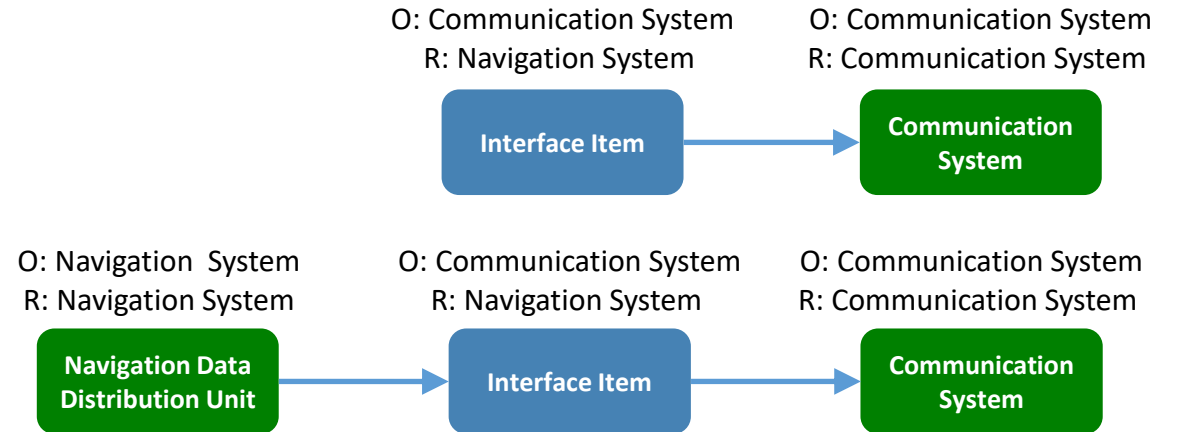 O: Communication System
R: Navigation System
O: Communication System
R: Communication System
Interface Item
Communication
System
O: Navigation  System
R: Navigation System
O: Communication System
R: Navigation System
O: Communication System
R: Communication System
Navigation Data
Distribution Unit
Interface Item
Communication
System